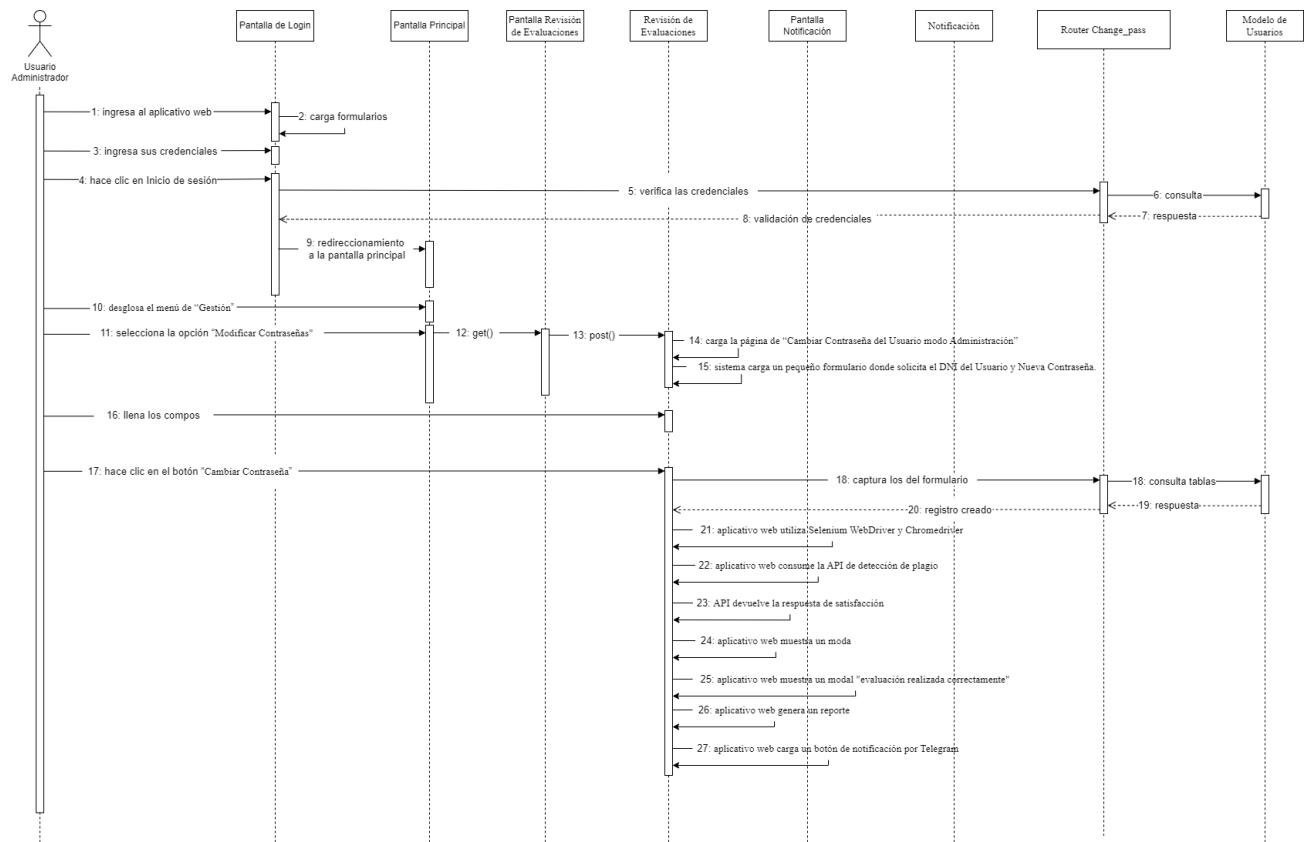 Pantalla de Login
Pantalla Principal
Pantalla Revisión
de Evaluaciones
Revisión de
Evaluaciones
Pantalla
Notificación
Notificación
Router Change_pass
Modelo de
Usuarios
Usuario
Administrador
1: ingresa al aplicativo web
2: carga formularios
3: ingresa sus credenciales
4: hace clic en Inicio de sesión
5: verifica las credenciales
6: consulta
7: respuesta
8: validación de credenciales
9: redireccionamiento
a la pantalla principal
10: desglosa el menú de “Gestión”
11: selecciona la opción “Modificar Contraseñas”
12: get()
13: post()
14: carga la página de “Cambiar Contraseña del Usuario modo Administración”
15: sistema carga un pequeño formulario donde solicita el DNI del Usuario y Nueva Contraseña.
16: llena los compos
17: hace clic en el botón “Cambiar Contraseña”
18: captura los del formulario
18: consulta tablas
19: respuesta
20: registro creado
21: aplicativo web utiliza Selenium WebDriver y Chromedriver
22: aplicativo web consume la API de detección de plagio
23: API devuelve la respuesta de satisfacción
24: aplicativo web muestra un moda
25: aplicativo web muestra un modal “evaluación realizada correctamente”
26: aplicativo web genera un reporte
27: aplicativo web carga un botón de notificación por Telegram